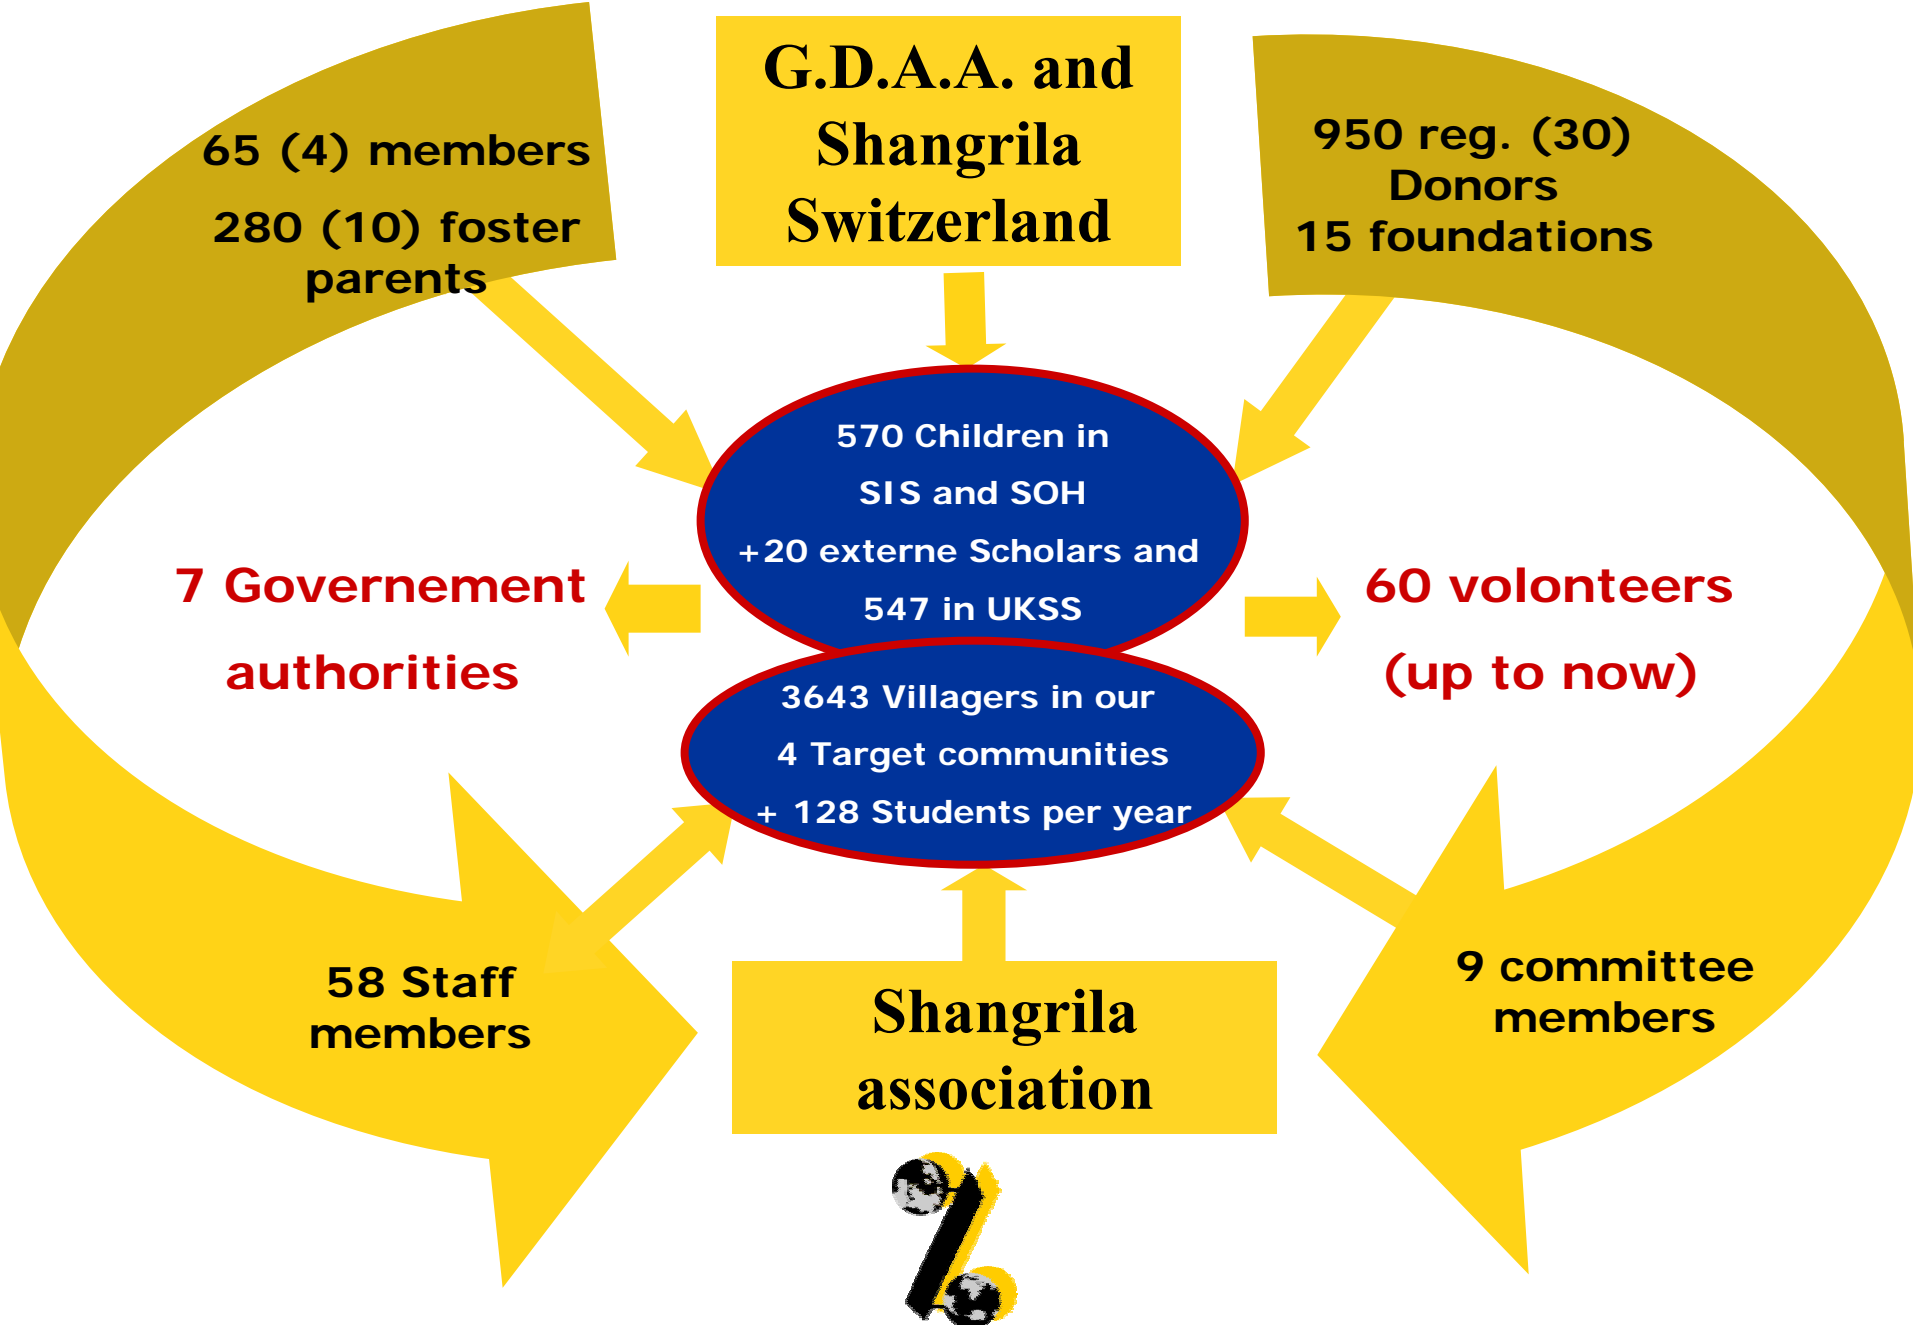 65 (4) members
280 (10) foster
parents
G.D.A.A. and
Shangrila
Switzerland
950 reg. (30)
Donors
15 foundations
570 Children in
SIS and SOH
+20 externe Scholars and
547 in UKSS
7 Governement
authorities
60 volonteers
(up to now)
3643 Villagers in our
4 Target communities
+ 128 Students per year
58 Staff
members
Shangrila
association
9 committee
members